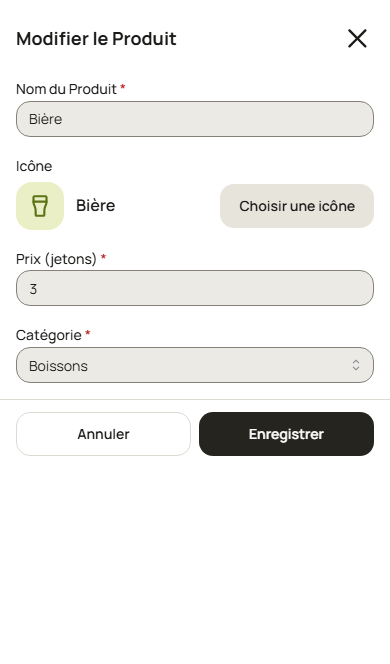 Modifier le Produit
Nom du Produit *
Bière
Icône
Bière
Choisir une icône
Prix (jetons) *
3
Catégorie *
Boissons
Annuler
Enregistrer